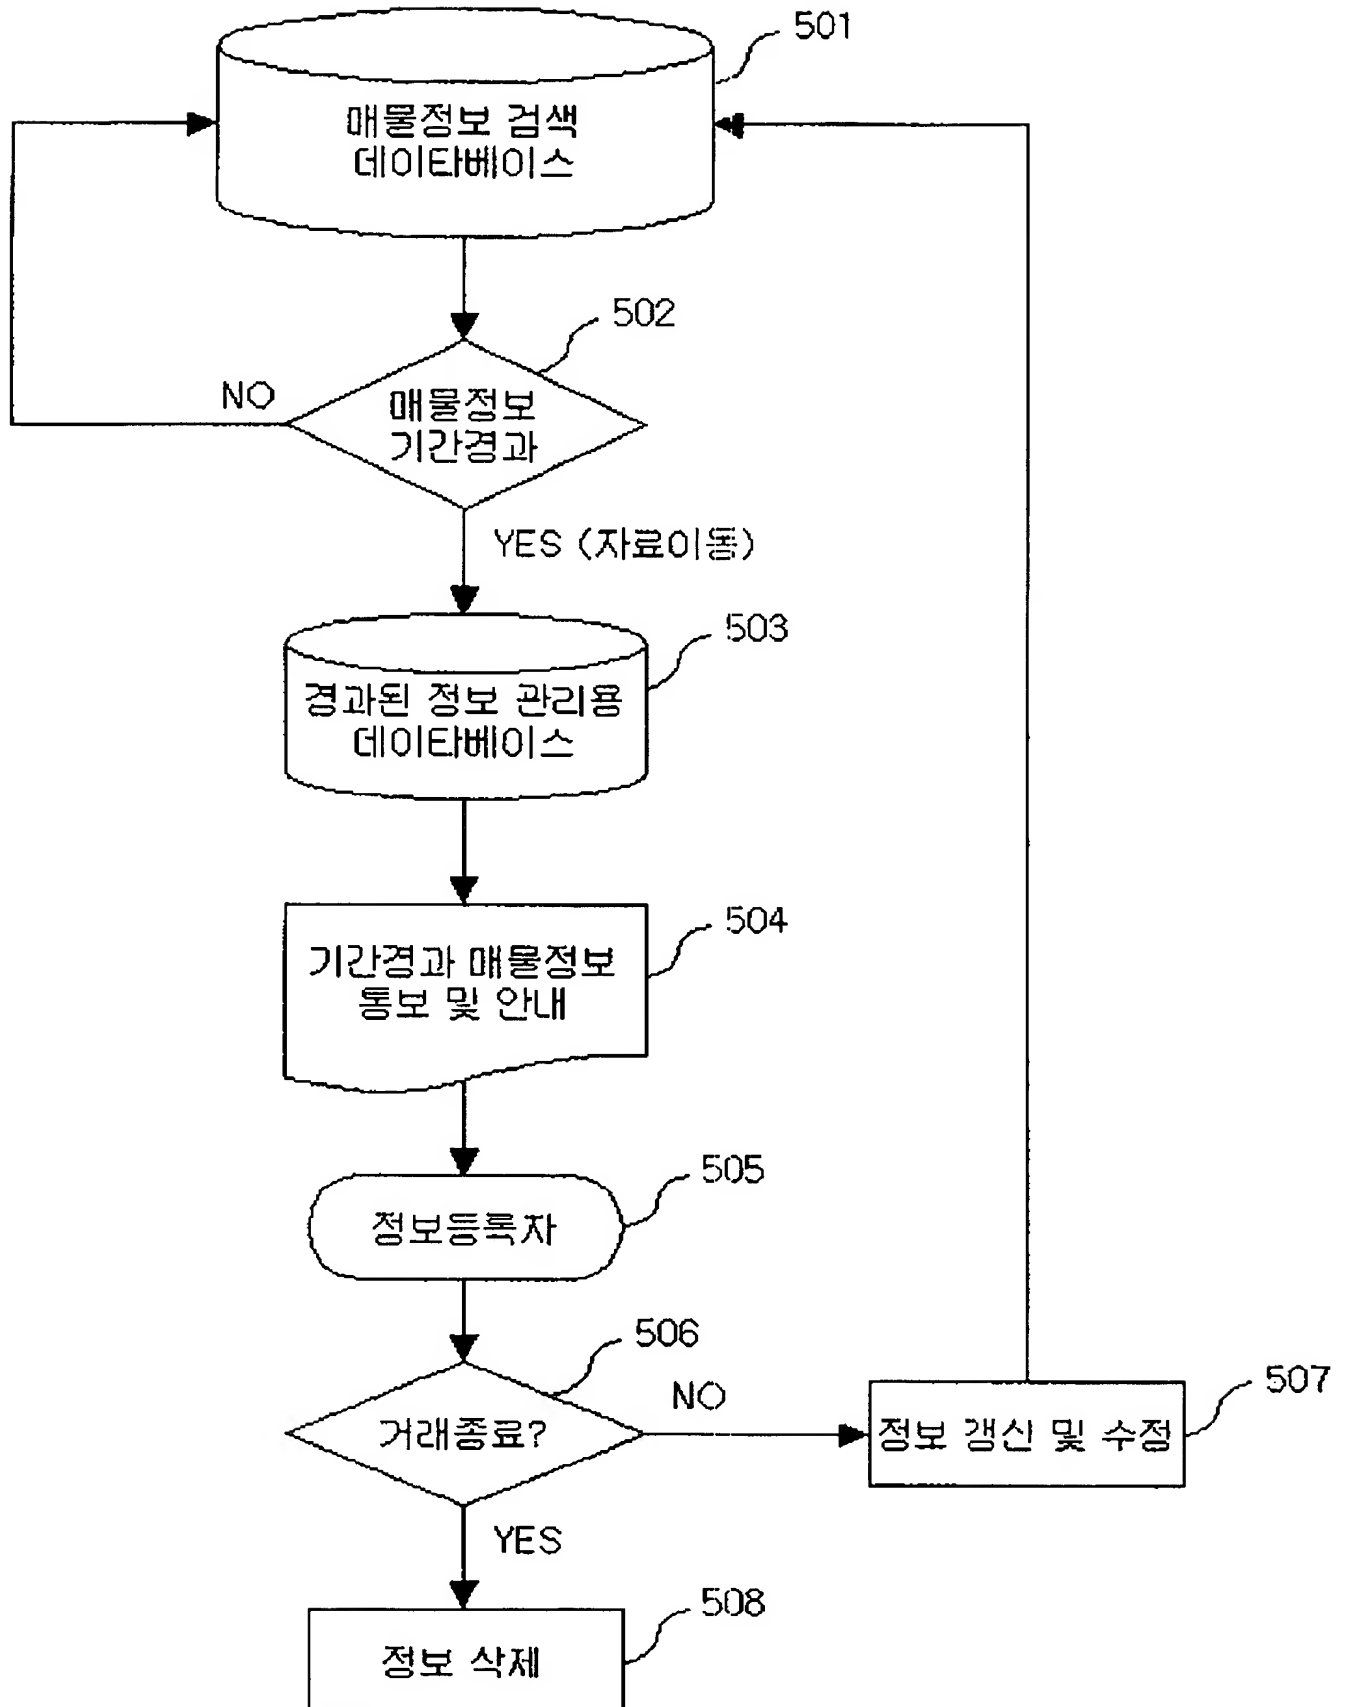 501
매물정보 검색
데이타베이스
502
NO
매물정보
기간경과
YES (자료이동)
503
경과된 정보 관리용
데이타베이스
504
기간경과 매물정보
통보 및 안내
505
정보등록자
506
NO
거래종료?
507
정보 갱신 및 수정
YES
508
정보 삭제